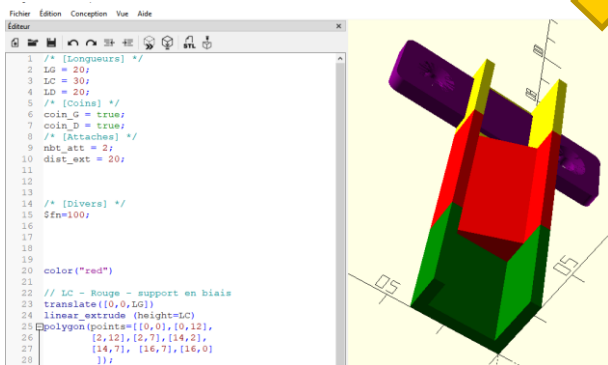 Fichier Édition Conception Vue Aide
Éditeur
STL
1 /* [Longueurs] */
2 LG = 20;
3 LC = 30;
4 LD = 20;
5 /* [Coins] */
6 coin_G = true;
7 coin_D = true;
8 /* [Attaches] */
9 nbt_att = 2;
10 dist_ext = 20;
11
12
13
14 /* [Divers] */
15 $fn=100;
16
17
18
19
20 color("red")
21
22 // LC - Rouge - support en biais
23 translate([0,0,LG])
24 linear_extrude (height=LC)
25 polygon(points=[[0,0],[0,12],
26 [2,12],[2,7],[14,2],
27 [14,7], [16,7],[16,0]
28 ]);
50